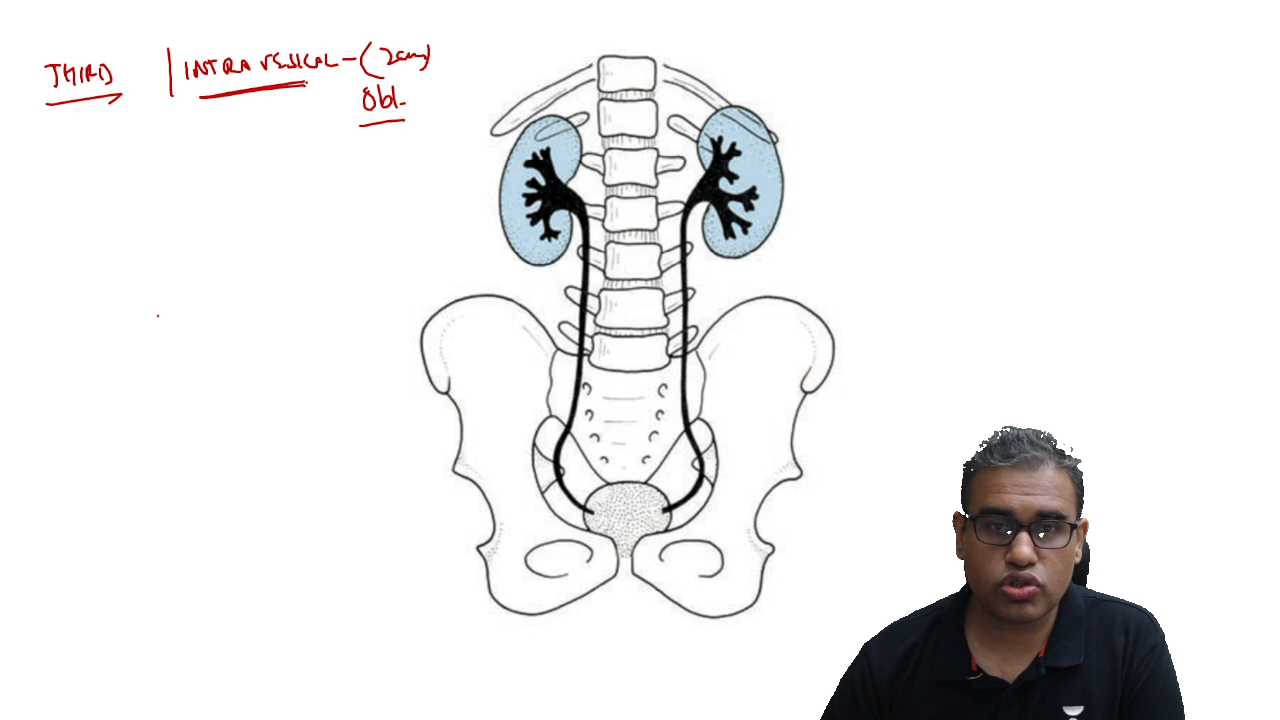 THIRD | INTRAVESICAL - (2cm)
Obl.